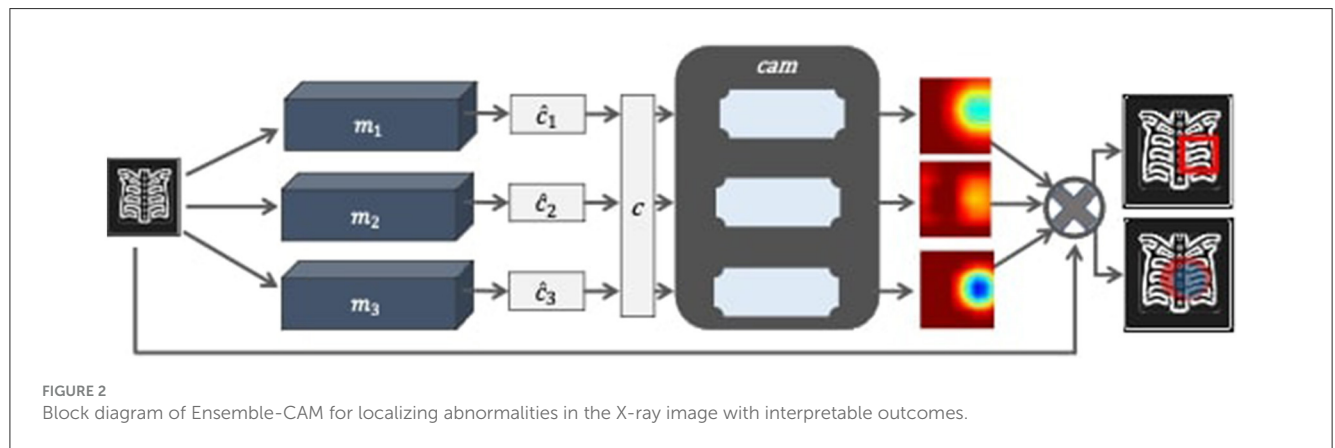 cam
m₁
ĉ₁
m₂
ĉ₂
c
m₃
ĉ₃
FIGURE 2
Block diagram of Ensemble-CAM for localizing abnormalities in the X-ray image with interpretable outcomes.